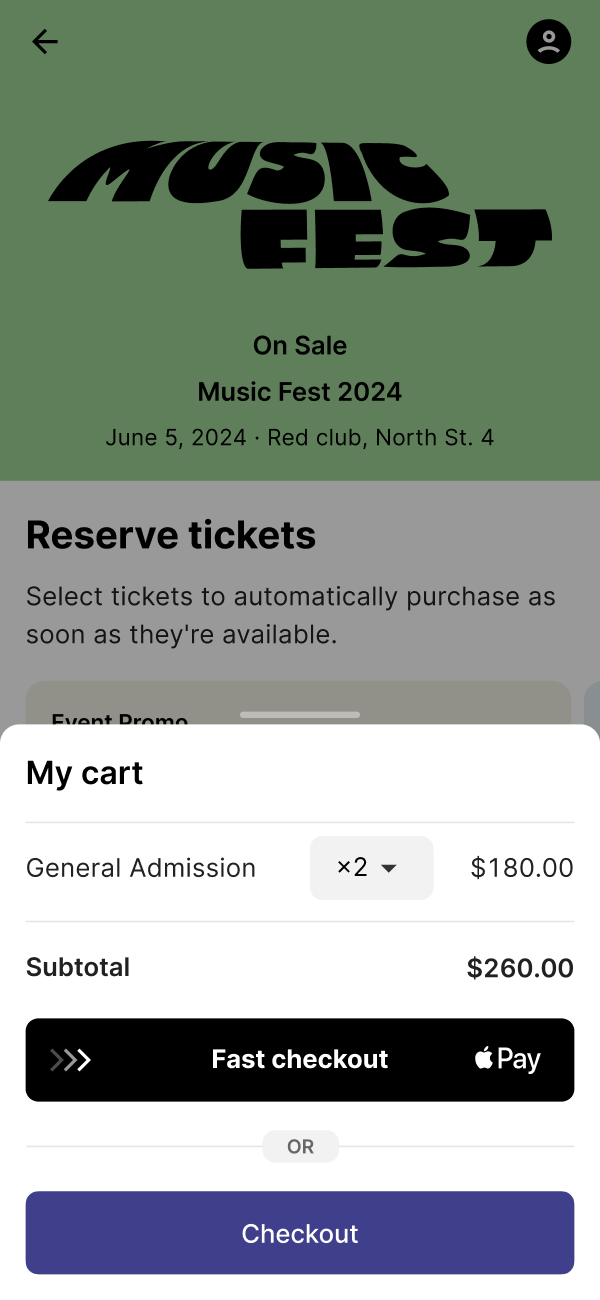 MUSIC
FEST
On Sale
Music Fest 2024
June 5, 2024 · Red club, North St. 4
Reserve tickets
Select tickets to automatically purchase as
soon as they're available.
Event Promo
My cart
General Admission ×2 $180.00
Subtotal $260.00
Fast checkout Pay
OR
Checkout